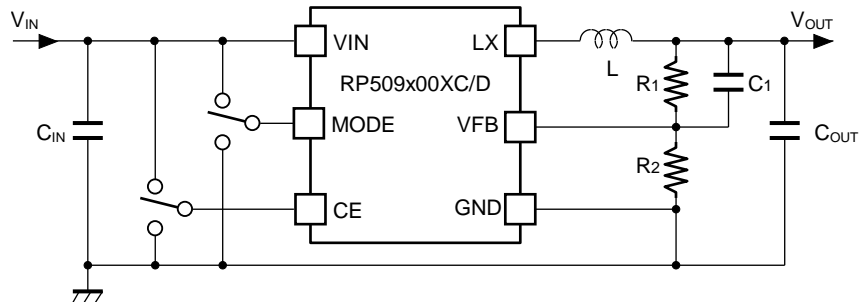 VIN
VOUT
VIN
LX
L
RP509x00XC/D
R1
C1
CIN
MODE
VFB
COUT
R2
CE
GND